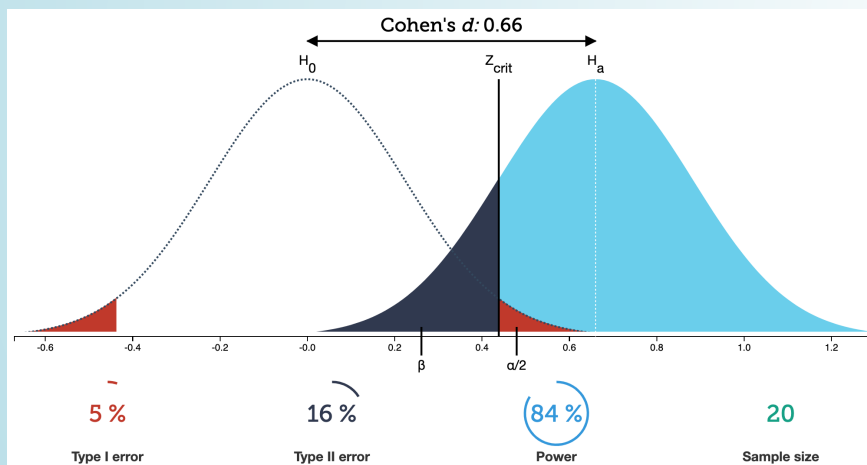 Cohen's d: 0.66
H0 Zcrit Ha
-0.6 -0.4 -0.2 -0.0 0.2 0.4 0.6 0.8 1.0 1.2
β α/2
5 % 16 % 84 % 20
Type I error Type II error Power Sample size